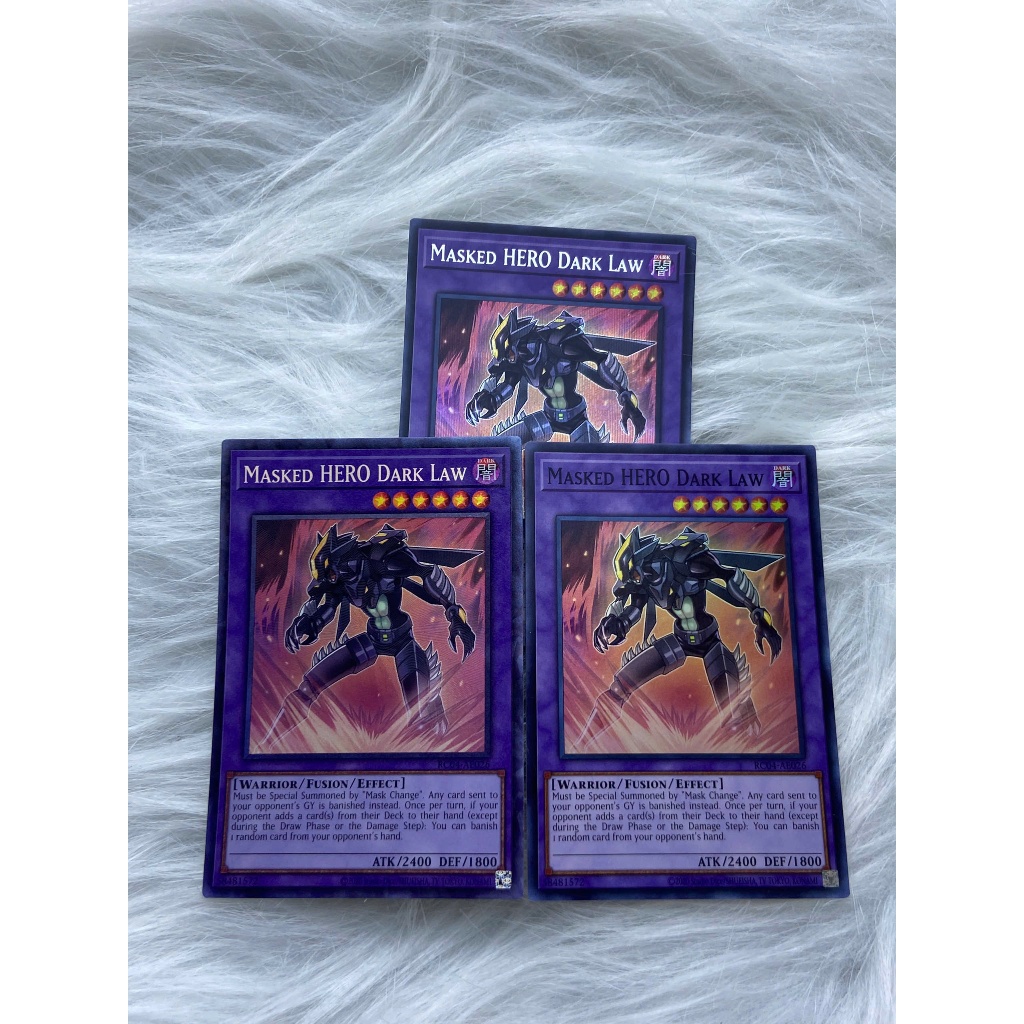 MASKED HERO DARK LAW
DARK
闇
MASKED HERO DARK LAW
DARK
闇
RC04-AE026
[WARRIOR/FUSION/EFFECT]
Must be Special Summoned by "Mask Change". Any card sent to
your opponent's GY is banished instead. Once per turn, if your
opponent adds a card(s) from their Deck to their hand (except
during the Draw Phase or the Damage Step): You can banish
1 random card from your opponent's hand.
ATK/2400 DEF/1800
MASKED HERO DARK LAW
DARK
闇
RC04-AE026
[WARRIOR/FUSION/EFFECT]
Must be Special Summoned by "Mask Change". Any card sent to
your opponent's GY is banished instead. Once per turn, if your
opponent adds a card(s) from their Deck to their hand (except
during the Draw Phase or the Damage Step): You can banish
1 random card from your opponent's hand.
ATK/2400 DEF/1800